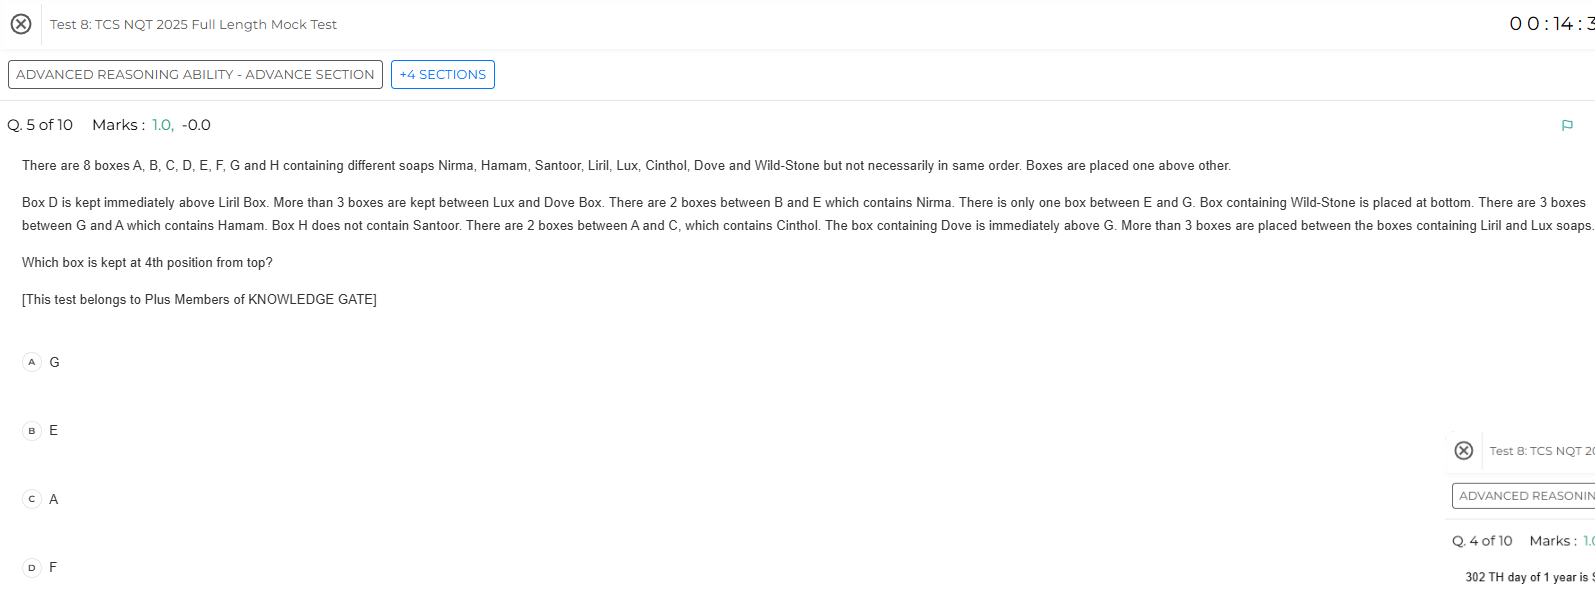 Test 8: TCS NQT 2025 Full Length Mock Test
00:14:3
ADVANCED REASONING ABILITY - ADVANCE SECTION
+4 SECTIONS
Q. 5 of 10 Marks : 1.0, -0.0
There are 8 boxes A, B, C, D, E, F, G and H containing different soaps Nirma, Hamam, Santoor, Liril, Lux, Cinthol, Dove and Wild-Stone but not necessarily in same order. Boxes are placed one above other.
Box D is kept immediately above Liril Box. More than 3 boxes are kept between Lux and Dove Box. There are 2 boxes between B and E which contains Nirma. There is only one box between E and G. Box containing Wild-Stone is placed at bottom. There are 3 boxes
between G and A which contains Hamam. Box H does not contain Santoor. There are 2 boxes between A and C, which contains Cinthol. The box containing Dove is immediately above G. More than 3 boxes are placed between the boxes containing Liril and Lux soaps.
Which box is kept at 4th position from top?
[This test belongs to Plus Members of KNOWLEDGE GATE]
A G
B E
C A
D F
Test 8: TCS NQT 20
ADVANCED REASONIN
Q. 4 of 10 Marks : 1.0
302 TH day of 1 year is S